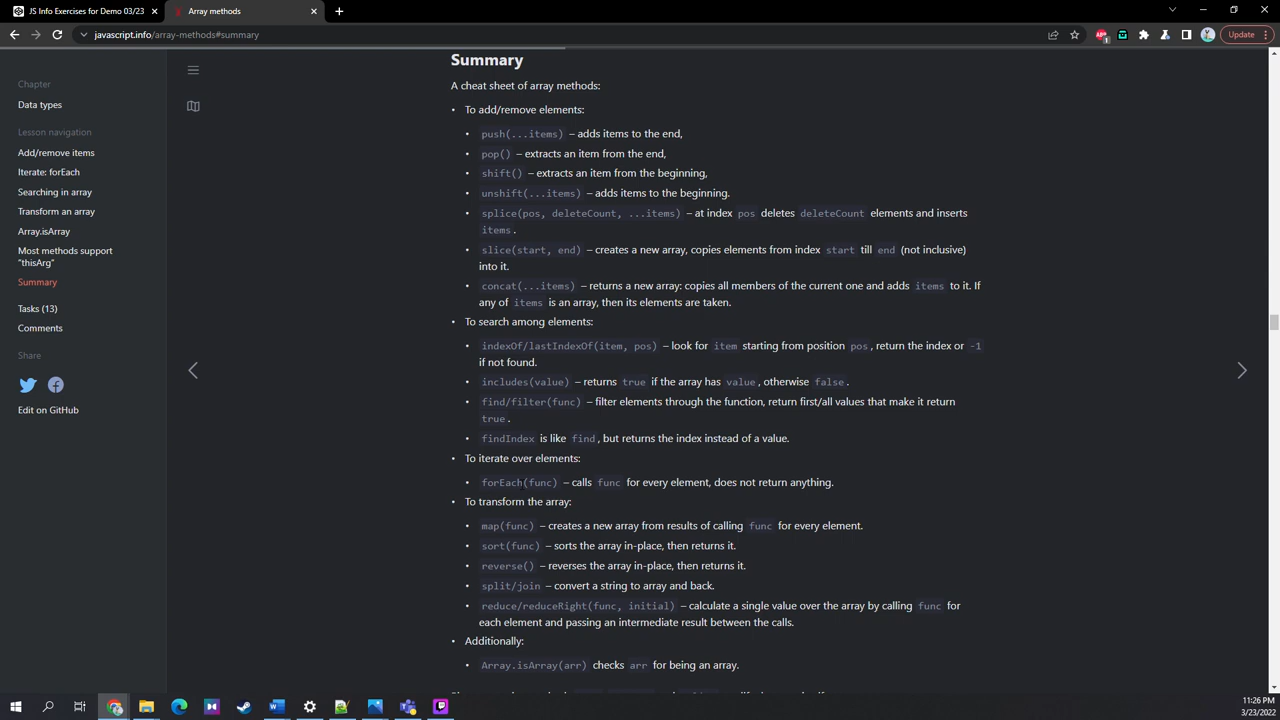 JS Info Exercises for Demo 03/23
Array methods
javascript.info/array-methods#summary
Update
Chapter
Data types
Lesson navigation
Add/remove items
Iterate: forEach
Searching in array
Transform an array
Array.isArray
Most methods support
“thisArg”
Summary
Tasks (13)
Comments
Share
Edit on GitHub
Summary
A cheat sheet of array methods:
• To add/remove elements:
• push(...items) – adds items to the end,
• pop() – extracts an item from the end,
• shift() – extracts an item from the beginning,
• unshift(...items) – adds items to the beginning.
• splice(pos, deleteCount, ...items) – at index pos deletes deleteCount elements and inserts
items.
• slice(start, end) – creates a new array, copies elements from index start till end (not inclusive)
into it.
• concat(...items) – returns a new array: copies all members of the current one and adds items to it. If
any of items is an array, then its elements are taken.
• To search among elements:
• indexOf/lastIndexOf(item, pos) – look for item starting from position pos, return the index or -1
if not found.
• includes(value) – returns true if the array has value, otherwise false.
• find/filter(func) – filter elements through the function, return first/all values that make it return
true.
• findIndex is like find, but returns the index instead of a value.
• To iterate over elements:
• forEach(func) – calls func for every element, does not return anything.
• To transform the array:
• map(func) – creates a new array from results of calling func for every element.
• sort(func) – sorts the array in-place, then returns it.
• reverse() – reverses the array in-place, then returns it.
• split/join – convert a string to array and back.
• reduce/reduceRight(func, initial) – calculate a single value over the array by calling func for
each element and passing an intermediate result between the calls.
• Additionally:
• Array.isArray(arr) checks arr for being an array.
11:26 PM
3/23/2022